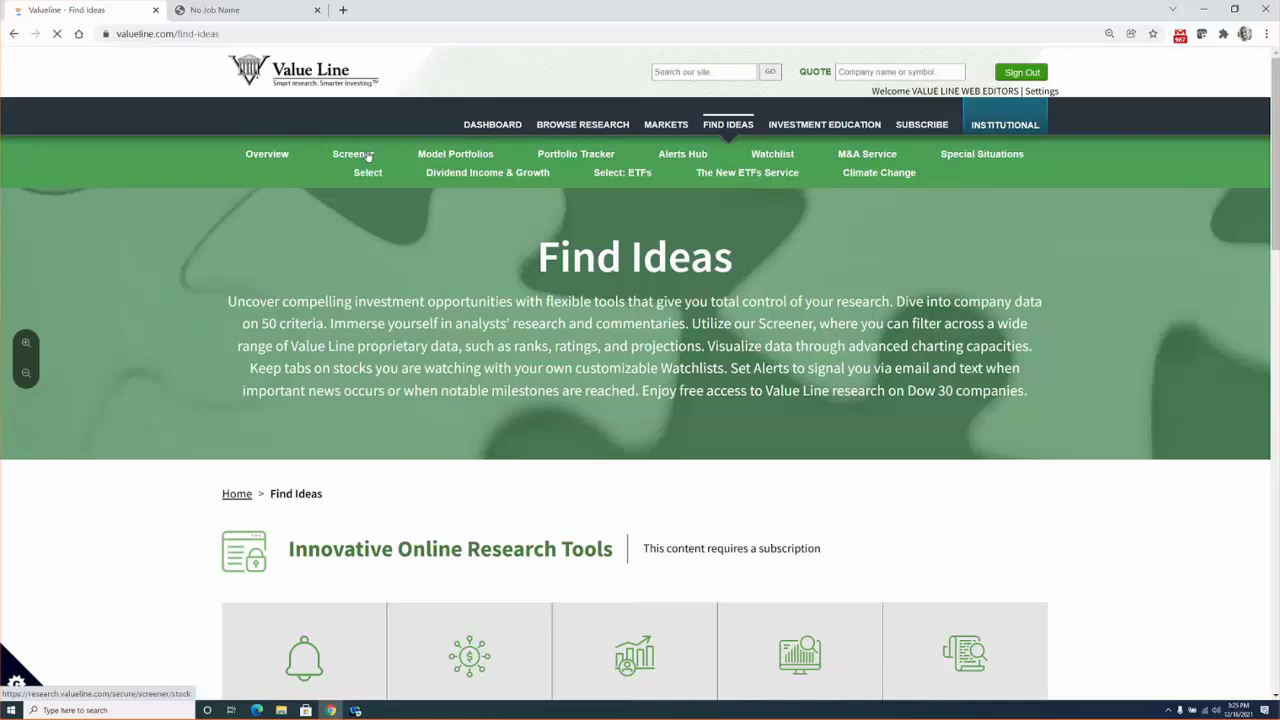 Valueline - Find Ideas
No Job Name
valueline.com/find-ideas
987
Value Line
Smart research. Smarter investing.™
Search our site...
GO
QUOTE
Company name or symbol...
Sign Out
Welcome VALUE LINE WEB EDITORS | Settings
DASHBOARD BROWSE RESEARCH MARKETS FIND IDEAS INVESTMENT EDUCATION SUBSCRIBE INSTITUTIONAL
Overview Screener Model Portfolios Portfolio Tracker Alerts Hub Watchlist M&A Service Special Situations
Select Dividend Income & Growth Select: ETFs The New ETFs Service Climate Change
Find Ideas
Uncover compelling investment opportunities with flexible tools that give you total control of your research. Dive into company data
on 50 criteria. Immerse yourself in analysts' research and commentaries. Utilize our Screener, where you can filter across a wide
range of Value Line proprietary data, such as ranks, ratings, and projections. Visualize data through advanced charting capacities.
Keep tabs on stocks you are watching with your own customizable Watchlists. Set Alerts to signal you via email and text when
important news occurs or when notable milestones are reached. Enjoy free access to Value Line research on Dow 30 companies.
Home > Find Ideas
Innovative Online Research Tools
This content requires a subscription
https://research.valueline.com/secure/screener/stock
Type here to search
3:25 PM
12/16/2021